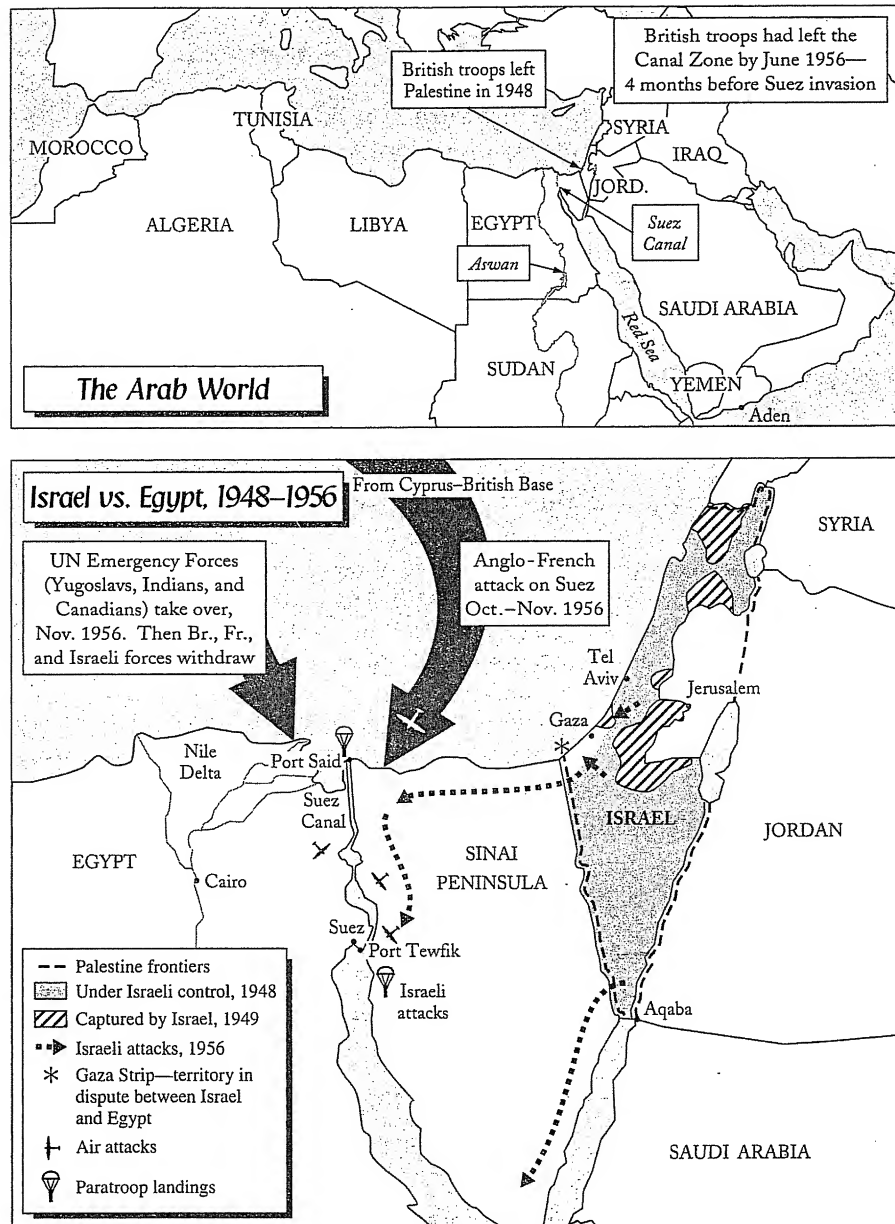 British troops left
Palestine in 1948
British troops had left the
Canal Zone by June 1956—
4 months before Suez invasion
TUNISIA
MOROCCO
SYRIA
IRAQ
JORD.
ALGERIA
LIBYA
EGYPT
Suez
Canal
Aswan
SAUDI ARABIA
Red Sea
SUDAN
YEMEN
Aden
The Arab World
Israel vs. Egypt, 1948–1956
From Cyprus–British Base
SYRIA
UN Emergency Forces
(Yugoslavs, Indians, and
Canadians) take over,
Nov. 1956. Then Br., Fr.,
and Israeli forces withdraw
Anglo-French
attack on Suez
Oct.–Nov. 1956
Tel
Aviv
Jerusalem
Gaza
Nile
Delta
Port Said
Suez
Canal
ISRAEL
JORDAN
EGYPT
SINAI
PENINSULA
Cairo
Suez
Port Tewfik
Israeli
attacks
Aqaba
Palestine frontiers
Under Israeli control, 1948
Captured by Israel, 1949
Israeli attacks, 1956
Gaza Strip—territory in
dispute between Israel
and Egypt
Air attacks
Paratroop landings
SAUDI ARABIA